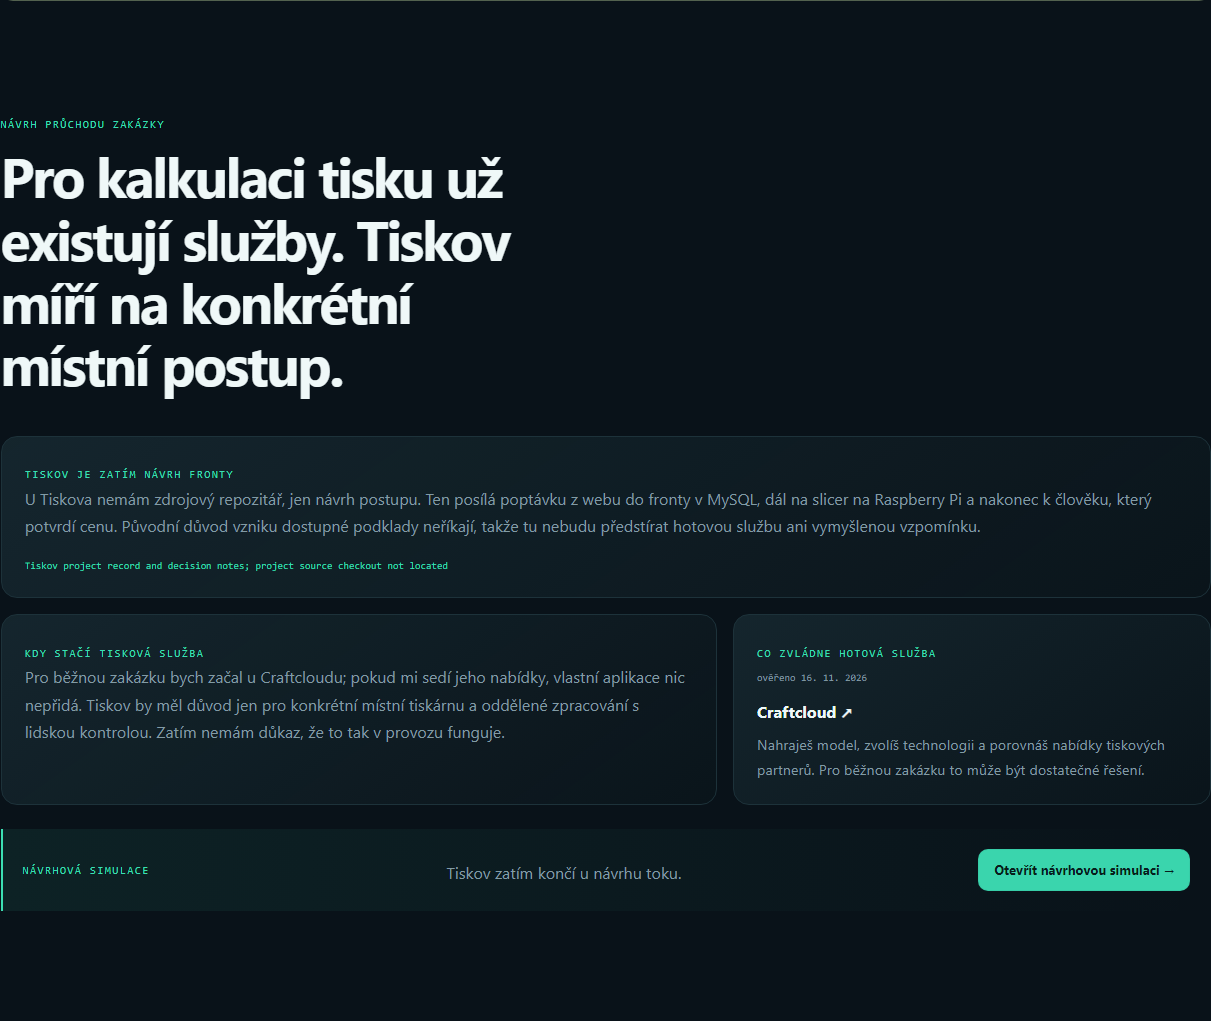 NÁVRH PRŮCHODU ZAKÁZKY
Pro kalkulaci tisku už
existují služby. Tiskov
míří na konkrétní
místní postup.
TISKOV JE ZATÍM NÁVRH FRONTY
U Tiskova nemám zdrojový repozitář, jen návrh postupu. Ten posílá poptávku z webu do fronty v MySQL, dál na slicer na Raspberry Pi a nakonec k člověku, který
potvrdí cenu. Původní důvod vzniku dostupné podklady neříkají, takže tu nebudu předstírat hotovou službu ani vymyšlenou vzpomínku.
Tiskov project record and decision notes; project source checkout not located
KDY STAČÍ TISKOVÁ SLUŽBA
Pro běžnou zakázku bych začal u Craftcloudu; pokud mi sedí jeho nabídky, vlastní aplikace nic
nepřidá. Tiskov by měl důvod jen pro konkrétní místní tiskárnu a oddělené zpracování s
lidskou kontrolou. Zatím nemám důkaz, že to tak v provozu funguje.
CO ZVLÁDNE HOTOVÁ SLUŽBA
ověřeno 16. 11. 2026
Craftcloud ↗
Nahraješ model, zvolíš technologii a porovnáš nabídky tiskových
partnerů. Pro běžnou zakázku to může být dostatečné řešení.
NÁVRHOVÁ SIMULACE
Tiskov zatím končí u návrhu toku.
Otevřít návrhovou simulaci →